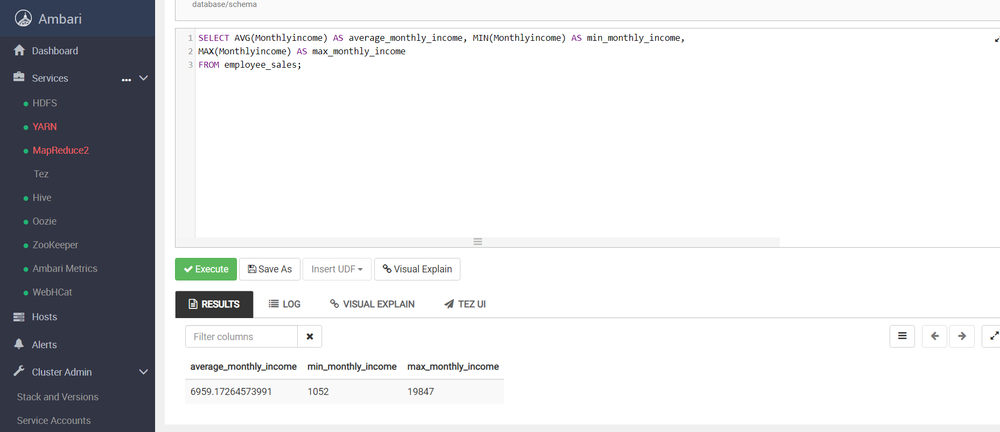 Ambari
Dashboard
Services
HDFS
YARN
MapReduce2
Tez
Hive
Oozie
ZooKeeper
Ambari Metrics
WebHCat
Hosts
Alerts
Cluster Admin
Stack and Versions
Service Accounts
database/schema
1 SELECT AVG(Monthlyincome) AS average_monthly_income, MIN(Monthlyincome) AS min_monthly_income,
2 MAX(Monthlyincome) AS max_monthly_income
3 FROM employee_sales;
Execute Save As Insert UDF Visual Explain
RESULTS LOG VISUAL EXPLAIN TEZ UI
Filter columns
average_monthly_income min_monthly_income max_monthly_income
6959.17264573991 1052 19847